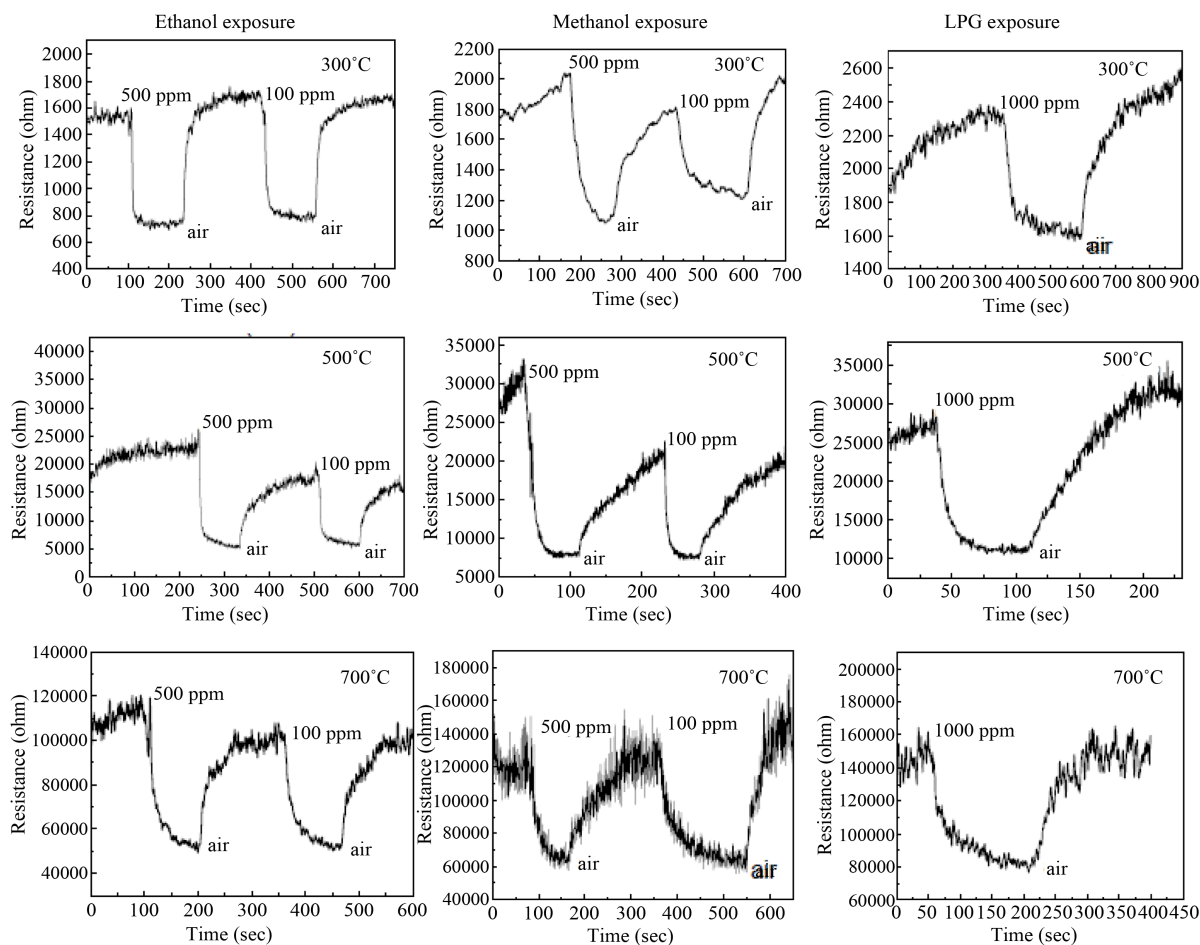 Ethanol exposure
Methanol exposure
LPG exposure
2000
1800
1600
1400
1200
1000
800
600
400
Resistance (ohm)
300˚C
500 ppm
100 ppm
air
air
0 100 200 300 400 500 600 700
Time (sec)
2200
2000
1800
1600
1400
1200
1000
800
Resistance (ohm)
500 ppm
300˚C
100 ppm
air
air
0 100 200 300 400 500 600 700
Time (sec)
2600
2400
2200
2000
1800
1600
1400
Resistance (ohm)
300˚C
1000 ppm
air
0 100 200 300 400 500 600 700 800 900
Time (sec)
40000
35000
30000
25000
20000
15000
10000
5000
0
Resistance (ohm)
500˚C
500 ppm
100 ppm
air
air
0 100 200 300 400 500 600 700
Time (sec)
35000
30000
25000
20000
15000
10000
5000
Resistance (ohm)
500˚C
500 ppm
100 ppm
air
air
0 100 200 300 400
Time (sec)
35000
30000
25000
20000
15000
10000
Resistance (ohm)
500˚C
1000 ppm
air
0 50 100 150 200
Time (sec)
140000
120000
100000
80000
60000
40000
Resistance (ohm)
700˚C
500 ppm
100 ppm
air
air
0 100 200 300 400 500 600
Time (sec)
180000
160000
140000
120000
100000
80000
60000
40000
Resistance (ohm)
700˚C
500 ppm
100 ppm
air
air
0 100 200 300 400 500 600
Time (sec)
200000
180000
160000
140000
120000
100000
80000
60000
Resistance (ohm)
700˚C
1000 ppm
air
0 50 100 150 200 250 300 350 400 450
Time (sec)